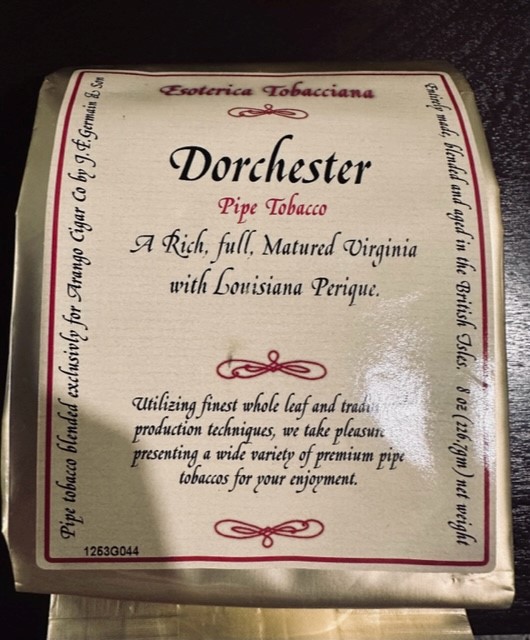 Esoterica Tobacciana
Dorchester
Pipe Tobacco
A Rich, full, Matured Virginia
with Louisiana Perique.
Utilizing finest whole leaf and
production techniques, we take pleasure
presenting a wide variety of premium pipe
tobaccos for your enjoyment.
Pipe tobacco blended exclusivly for Arango Cigar Co by J.F.Germain & Son
Entirely made, blended and aged in the British Isles. 8 oz (226,7gm) net weight
1263G044